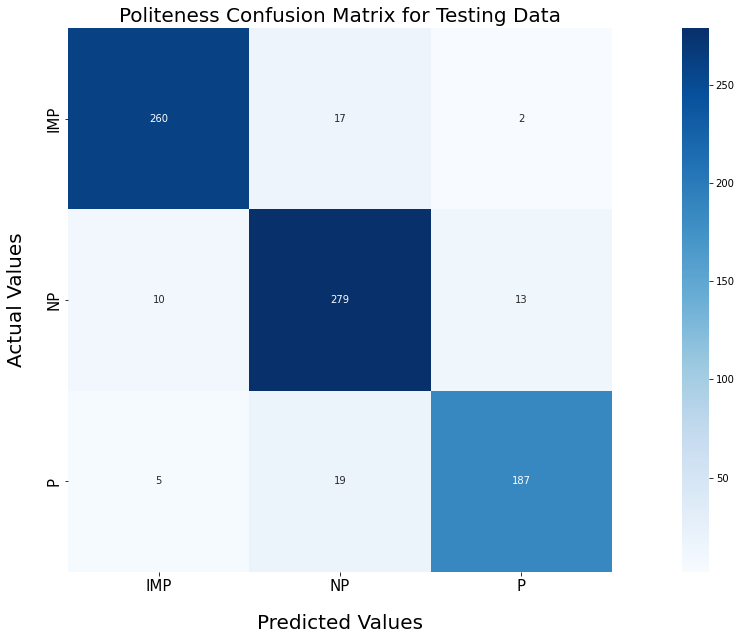 Politeness Confusion Matrix for Testing Data
Actual Values
IMP
260
17
2
NP
10
279
13
P
5
19
187
IMP
NP
P
Predicted Values
250
200
150
100
50